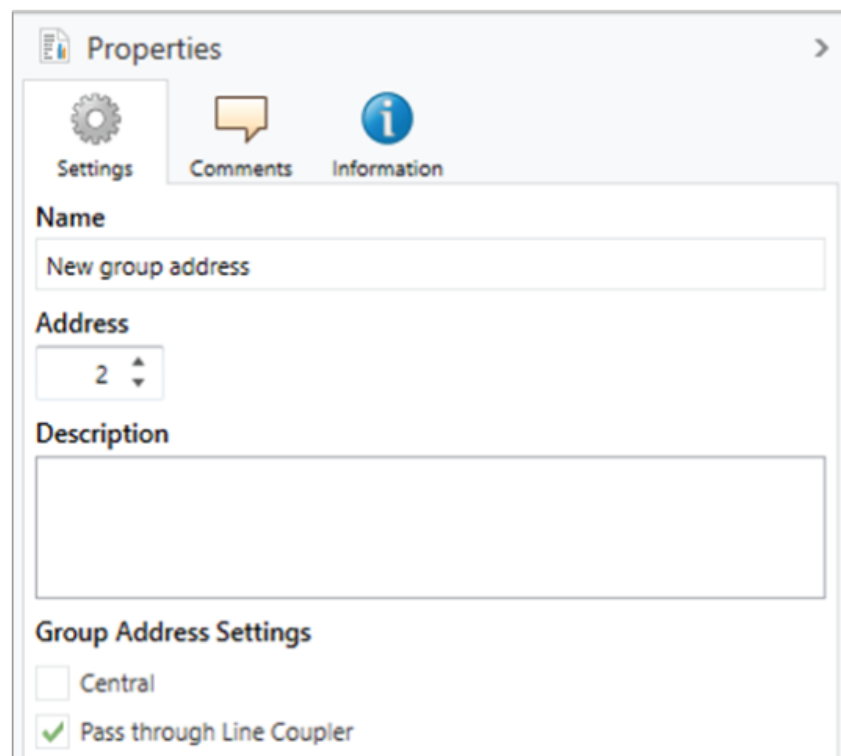 Properties
Settings Comments Information
Name
New group address
Address
2
Description
Group Address Settings
Central
Pass through Line Coupler